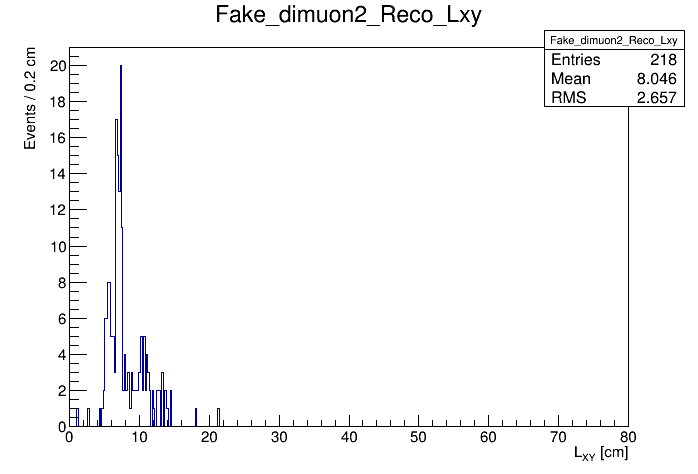 Fake_dimuon2_Reco_Lxy
Fake_dimuon2_Reco_Lxy
Entries 218
Mean 8.046
RMS 2.657
Events / 0.2 cm
20
18
16
14
12
10
8
6
4
2
0
0 10 20 30 40 50 60 70 80
L_XY [cm]